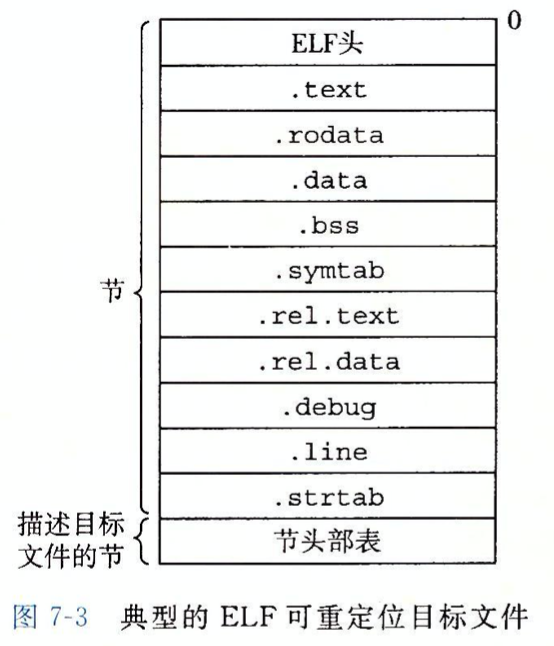 0
ELF头
.text
.rodata
.data
.bss
.symtab
节
.rel.text
.rel.data
.debug
.line
.strtab
描述目标
文件的节
节头部表
图 7-3 典型的 ELF 可重定位目标文件